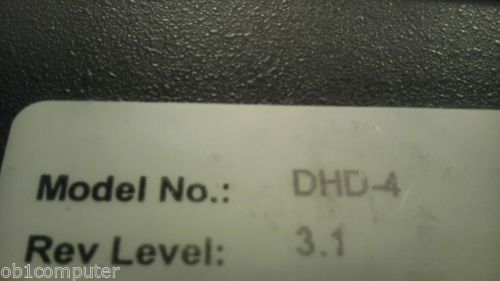 Model No.: DHD-4
Rev Level: 3.1
ob1computer